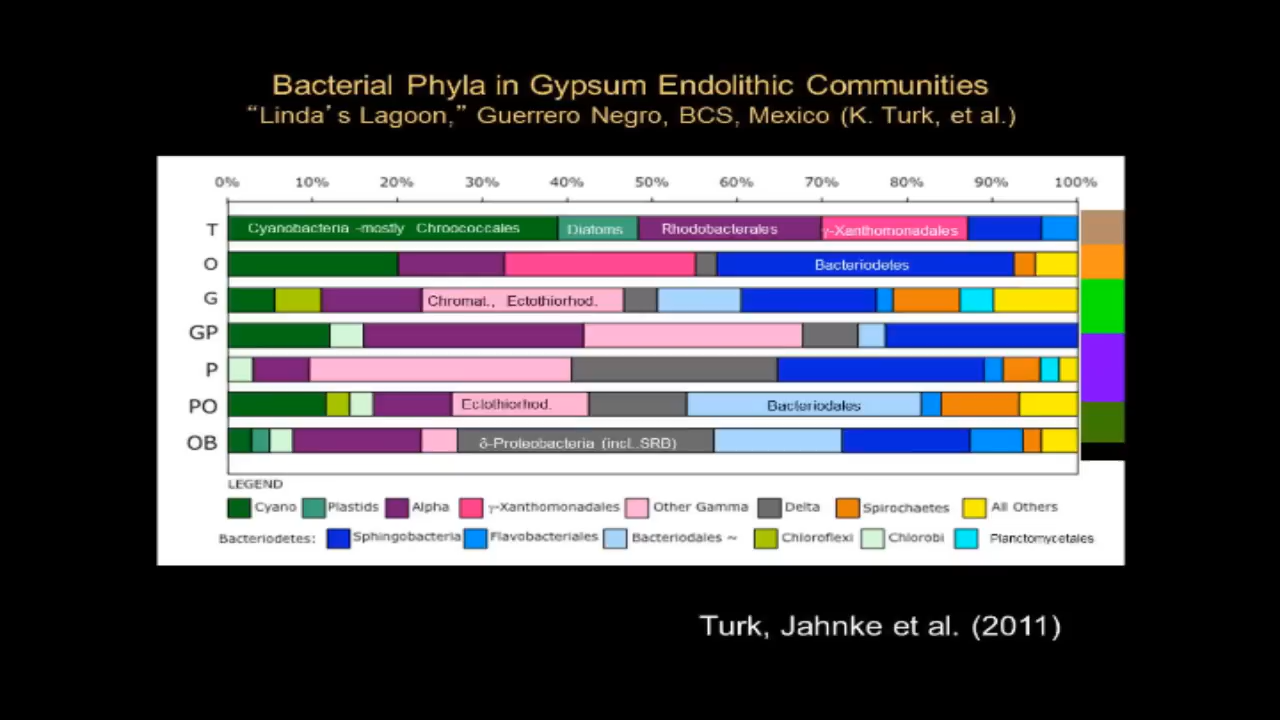 Bacterial Phyla in Gypsum Endolithic Communities
“Linda’s Lagoon,” Guerrero Negro, BCS, Mexico (K. Turk, et al.)
0% 10% 20% 30% 40% 50% 60% 70% 80% 90% 100%
T Cyanobacteria -mostly Chroococcales Diatoms Rhodobacterales γ-Xanthomonadales
O Bacteriodetes
G Chromat., Ectothiorhod.
GP
P
PO Ectothiorhod. Bacteriodales
OB δ-Proteobacteria (incl..SRB)
LEGEND
Cyano Plastids Alpha γ-Xanthomonadales Other Gamma Delta Spirochaetes All Others
Bacteriodetes: Sphingobacteria Flavobacteriales Bacteriodales ~ Chloroflexi Chlorobi Planctomycetales
Turk, Jahnke et al. (2011)